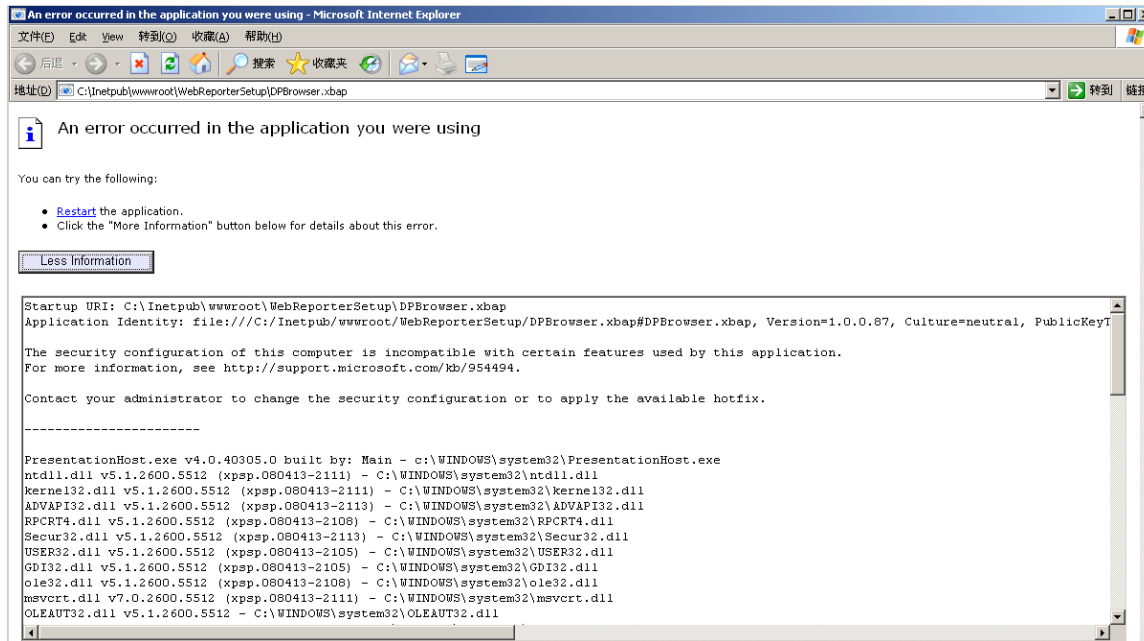 An error occurred in the application you were using - Microsoft Internet Explorer
文件(F) Edit View 转到(O) 收藏(A) 帮助(H)
后退 搜索 收藏夹
地址(D) C:\Inetpub\wwwroot\WebReporterSetup\DPBrowser.xbap 转到 链接
An error occurred in the application you were using
You can try the following:
Restart the application.
Click the "More Information" button below for details about this error.
Less Information
Startup URI: C:\Inetpub\wwwroot\WebReporterSetup\DPBrowser.xbap
Application Identity: file:///C:/Inetpub/wwwroot/WebReporterSetup/DPBrowser.xbap#DPBrowser.xbap, Version=1.0.0.87, Culture=neutral, PublicKeyT
The security configuration of this computer is incompatible with certain features used by this application.
For more information, see http://support.microsoft.com/kb/954494.
Contact your administrator to change the security configuration or to apply the available hotfix.
-----------------------
PresentationHost.exe v4.0.40305.0 built by: Main - c:\WINDOWS\system32\PresentationHost.exe
ntdll.dll v5.1.2600.5512 (xpsp.080413-2111) - C:\WINDOWS\system32\ntdll.dll
kernel32.dll v5.1.2600.5512 (xpsp.080413-2111) - C:\WINDOWS\system32\kernel32.dll
ADVAPI32.dll v5.1.2600.5512 (xpsp.080413-2113) - C:\WINDOWS\system32\ADVAPI32.dll
RPCRT4.dll v5.1.2600.5512 (xpsp.080413-2108) - C:\WINDOWS\system32\RPCRT4.dll
Secur32.dll v5.1.2600.5512 (xpsp.080413-2113) - C:\WINDOWS\system32\Secur32.dll
USER32.dll v5.1.2600.5512 (xpsp.080413-2105) - C:\WINDOWS\system32\USER32.dll
GDI32.dll v5.1.2600.5512 (xpsp.080413-2105) - C:\WINDOWS\system32\GDI32.dll
ole32.dll v5.1.2600.5512 (xpsp.080413-2108) - C:\WINDOWS\system32\ole32.dll
msvcrt.dll v7.0.2600.5512 (xpsp.080413-2111) - C:\WINDOWS\system32\msvcrt.dll
OLEAUT32.dll v5.1.2600.5512 - C:\WINDOWS\system32\OLEAUT32.dll